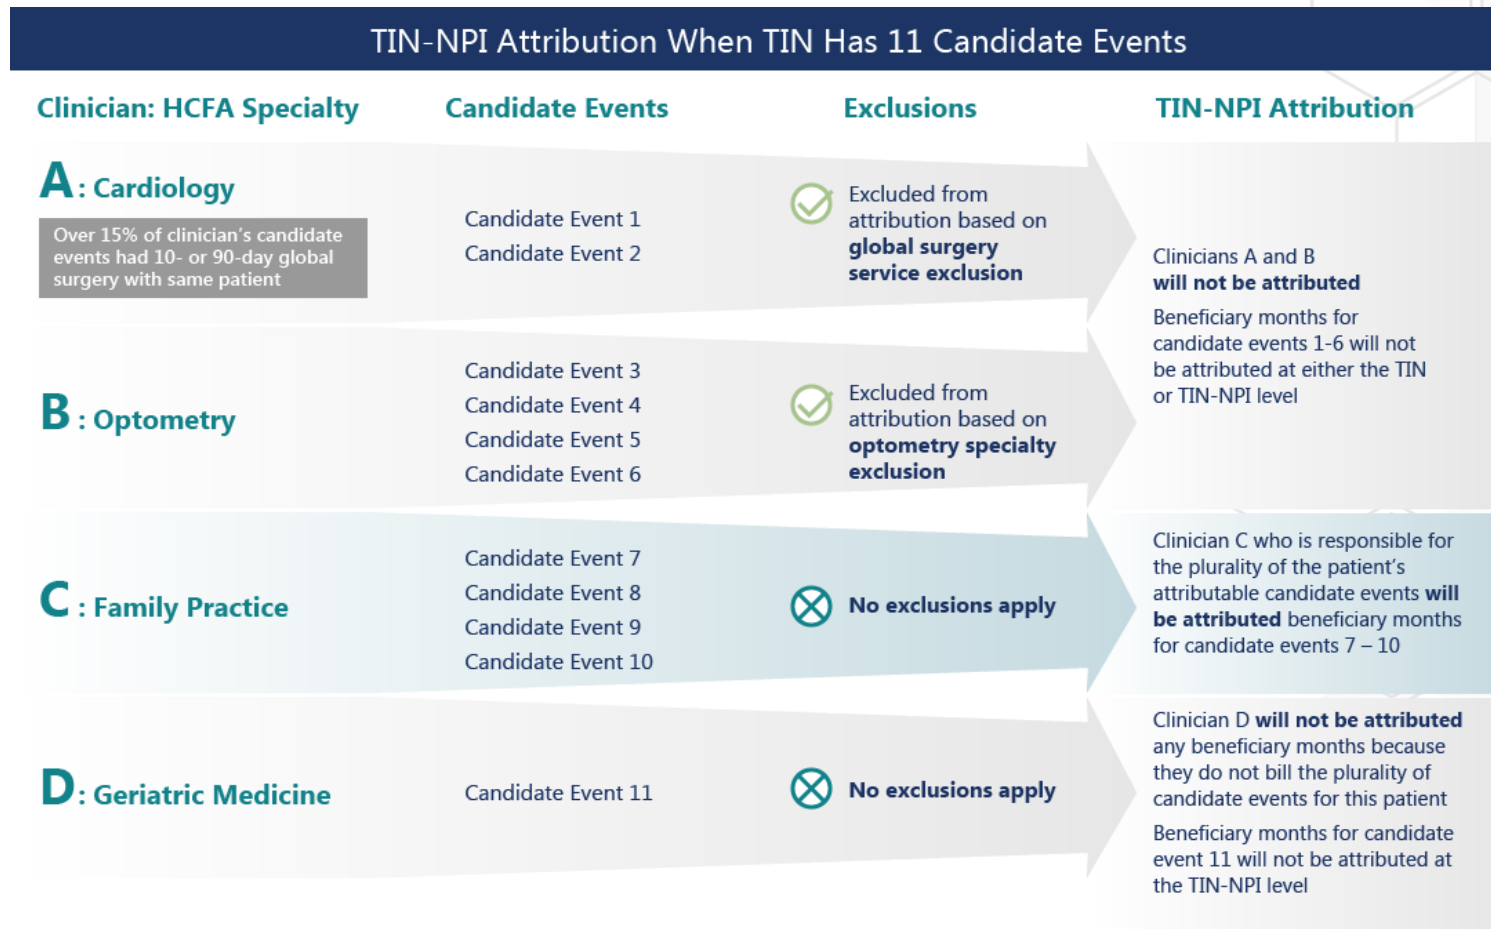 TIN-NPI Attribution When TIN Has 11 Candidate Events
Clinician: HCFA Specialty
Candidate Events
Exclusions
TIN-NPI Attribution
A : Cardiology
Over 15% of clinician's candidate
events had 10- or 90-day global
surgery with same patient
Candidate Event 1
Candidate Event 2
Excluded from
attribution based on
global surgery
service exclusion
B : Optometry
Candidate Event 3
Candidate Event 4
Candidate Event 5
Candidate Event 6
Excluded from
attribution based on
optometry specialty
exclusion
Clinicians A and B
will not be attributed
Beneficiary months for
candidate events 1-6 will not
be attributed at either the TIN
or TIN-NPI level
C : Family Practice
Candidate Event 7
Candidate Event 8
Candidate Event 9
Candidate Event 10
No exclusions apply
Clinician C who is responsible for
the plurality of the patient's
attributable candidate events will
be attributed beneficiary months
for candidate events 7 – 10
D: Geriatric Medicine
Candidate Event 11
No exclusions apply
Clinician D will not be attributed
any beneficiary months because
they do not bill the plurality of
candidate events for this patient
Beneficiary months for candidate
event 11 will not be attributed at
the TIN-NPI level